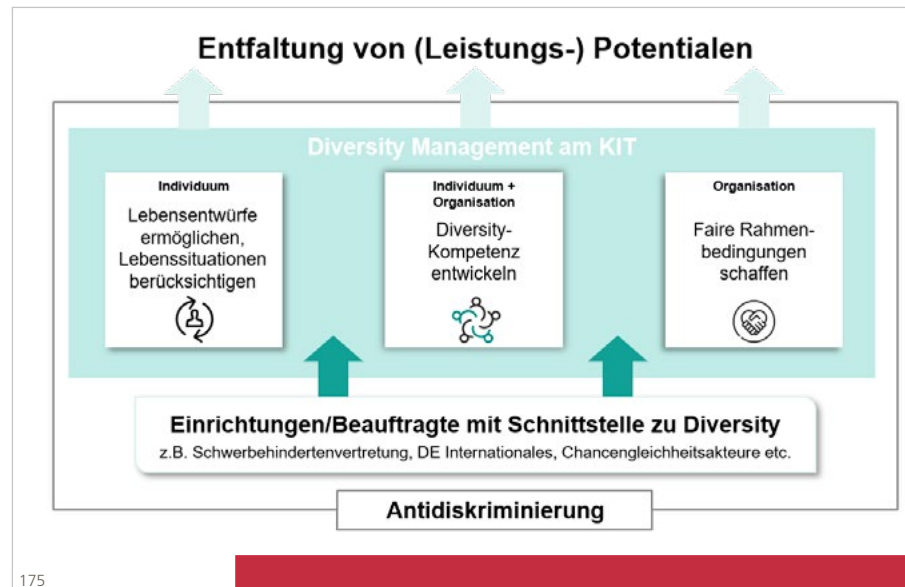 Entfaltung von (Leistungs-) Potentialen
Diversity Management am KIT
Individuum
Lebensentwürfe
ermöglichen,
Lebenssituationen
berücksichtigen
Individuum +
Organisation
Diversity-
Kompetenz
entwickeln
Organisation
Faire Rahmen-
bedingungen
schaffen
Einrichtungen/Beauftragte mit Schnittstelle zu Diversity
z.B. Schwerbehindertenvertretung, DE Internationales, Chancengleichheitsakteure etc.
Antidiskriminierung
175